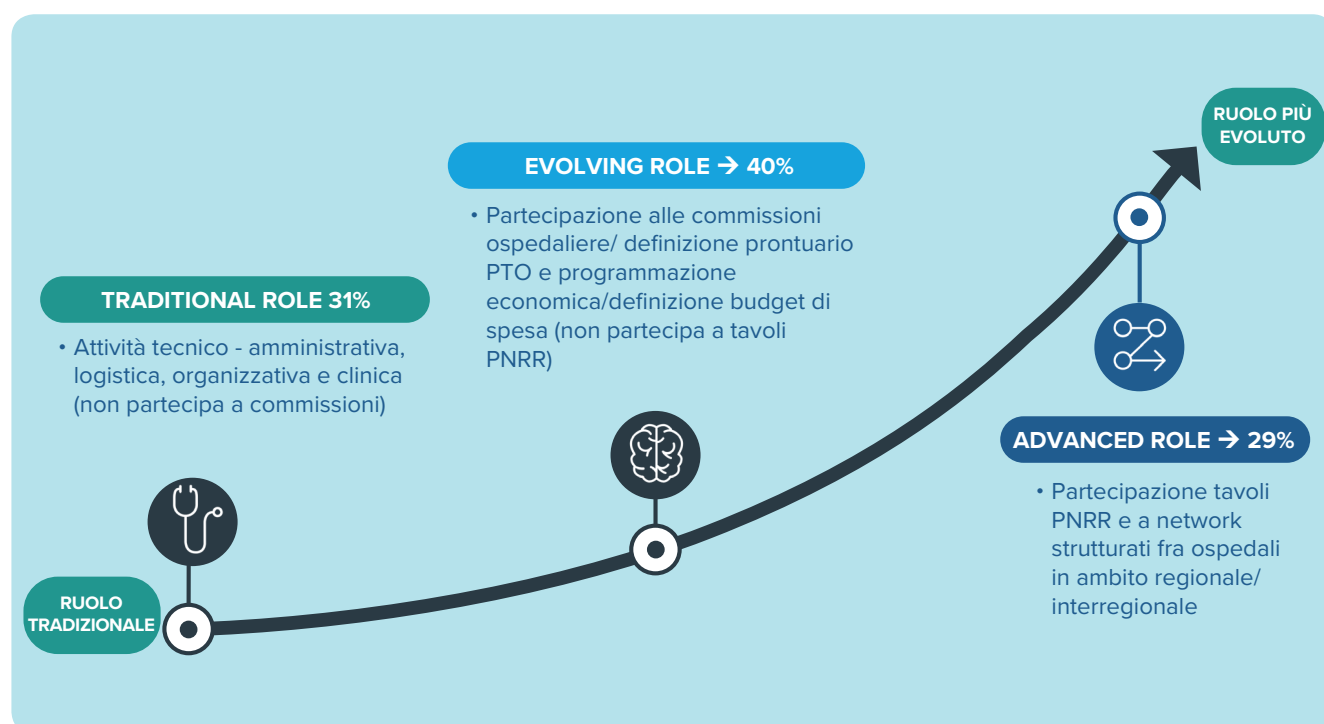 RUOLO PIÙ
EVOLUTO
EVOLVING ROLE → 40%
• Partecipazione alle commissioni
ospedaliere/ definizione prontuario
PTO e programmazione
economica/definizione budget di
spesa (non partecipa a tavoli
PNRR)
TRADITIONAL ROLE 31%
• Attività tecnico - amministrativa,
logistica, organizzativa e clinica
(non partecipa a commissioni)
ADVANCED ROLE → 29%
• Partecipazione tavoli
PNRR e a network
strutturati fra ospedali
in ambito regionale/
interregionale
RUOLO
TRADIZIONALE